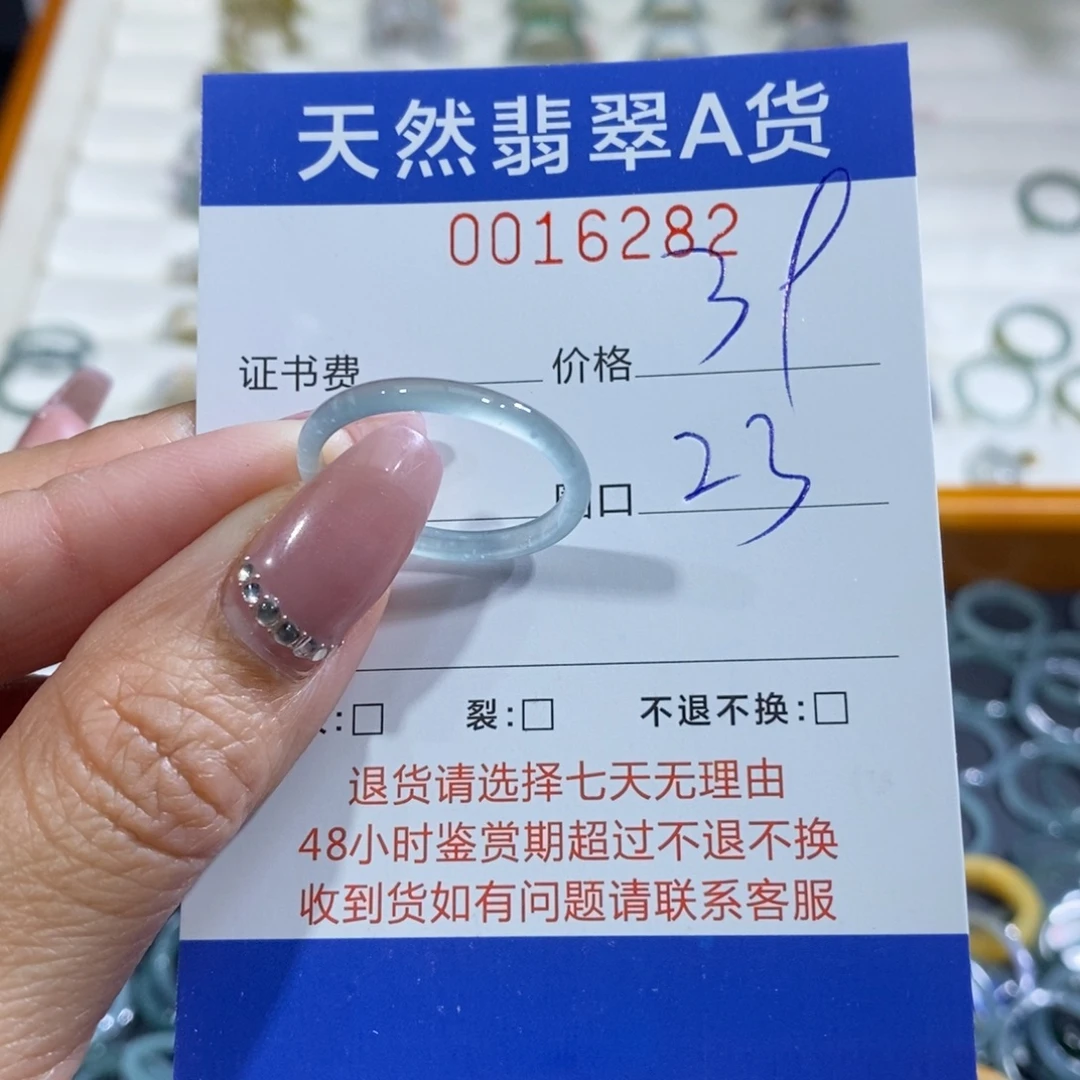 天然翡翠A货
0016282
证书费 价格 39
口 23
:□ 裂:□ 不退不换:□
退货请选择七天无理由
48小时鉴赏期超过不退不换
收到货如有问题请联系客服